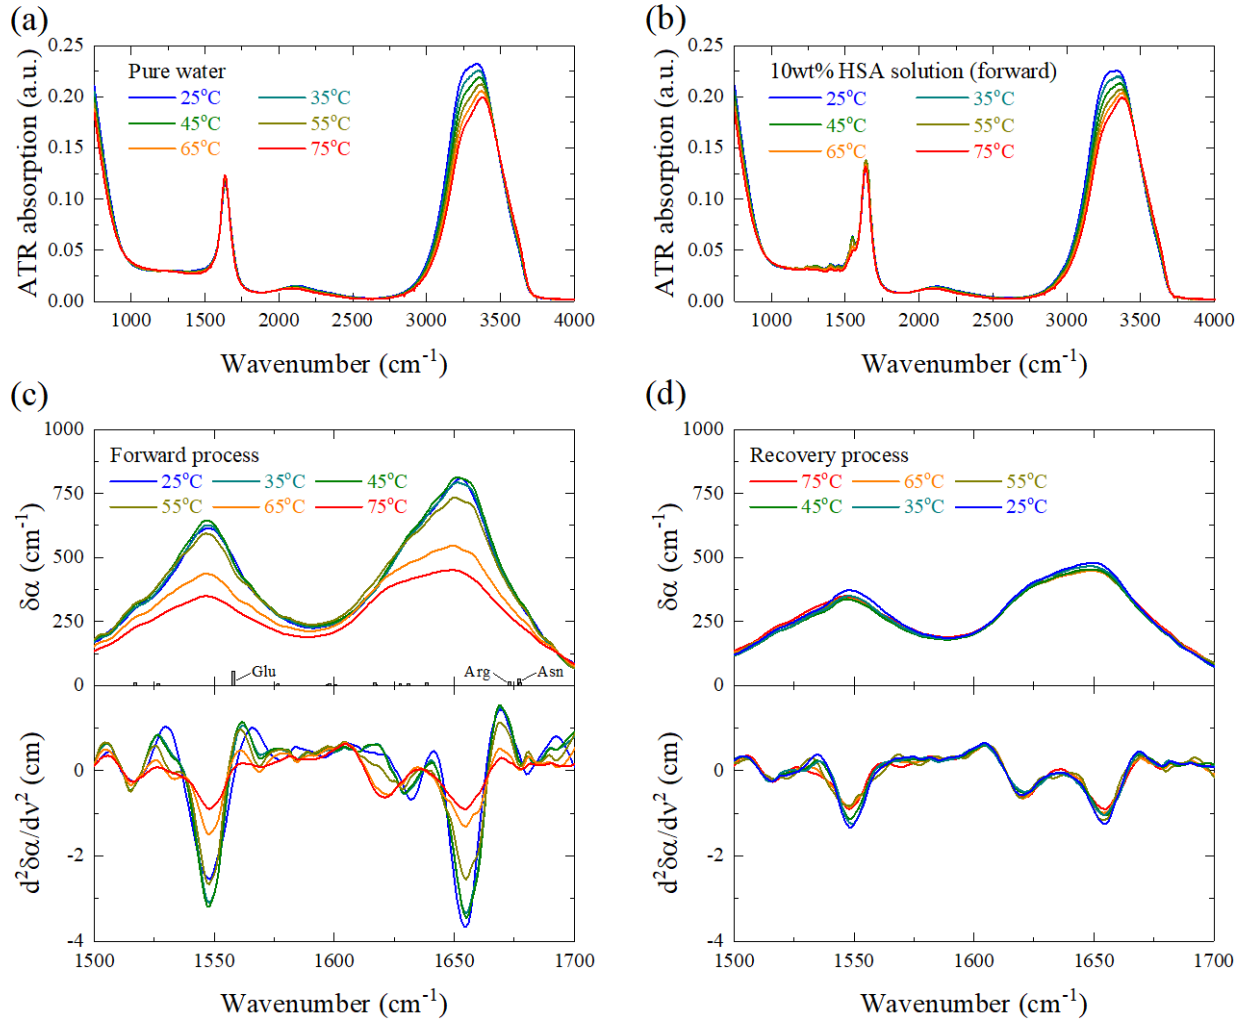 (a)
Pure water
25°C 35°C
45°C 55°C
65°C 75°C
0.25
0.20
0.15
0.10
0.05
0.00
ATR absorption (a.u.)
1000 1500 2000 2500 3000 3500 4000
Wavenumber (cm⁻¹)
(b)
10wt% HSA solution (forward)
25°C 35°C
45°C 55°C
65°C 75°C
0.25
0.20
0.15
0.10
0.05
0.00
ATR absorption (a.u.)
1000 1500 2000 2500 3000 3500 4000
Wavenumber (cm⁻¹)
(c)
Forward process
25°C 35°C 45°C
55°C 65°C 75°C
1000
750
500
250
0
δα (cm⁻¹)
Glu
Arg
Asn
0
-2
-4
d²δα/dv² (cm)
1500 1550 1600 1650 1700
Wavenumber (cm⁻¹)
(d)
Recovery process
75°C 65°C 55°C
45°C 35°C 25°C
1000
750
500
250
0
δα (cm⁻¹)
0
-2
-4
d²δα/dv² (cm)
1500 1550 1600 1650 1700
Wavenumber (cm⁻¹)